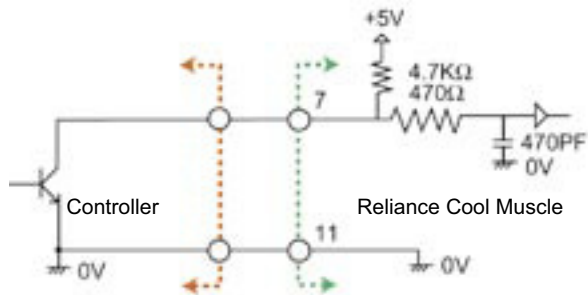 +5V
4.7KΩ
470Ω
7
470PF
0V
Controller
Reliance Cool Muscle
11
0V
0V